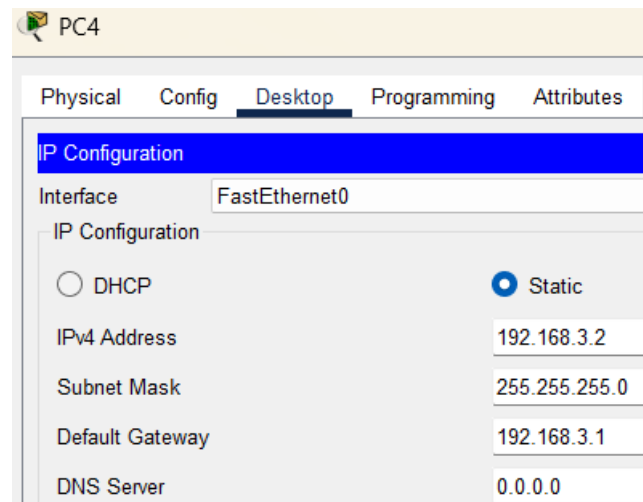 PC4
Physical Config Desktop Programming Attributes
IP Configuration
Interface FastEthernet0
IP Configuration
DHCP Static
IPv4 Address 192.168.3.2
Subnet Mask 255.255.255.0
Default Gateway 192.168.3.1
DNS Server 0.0.0.0